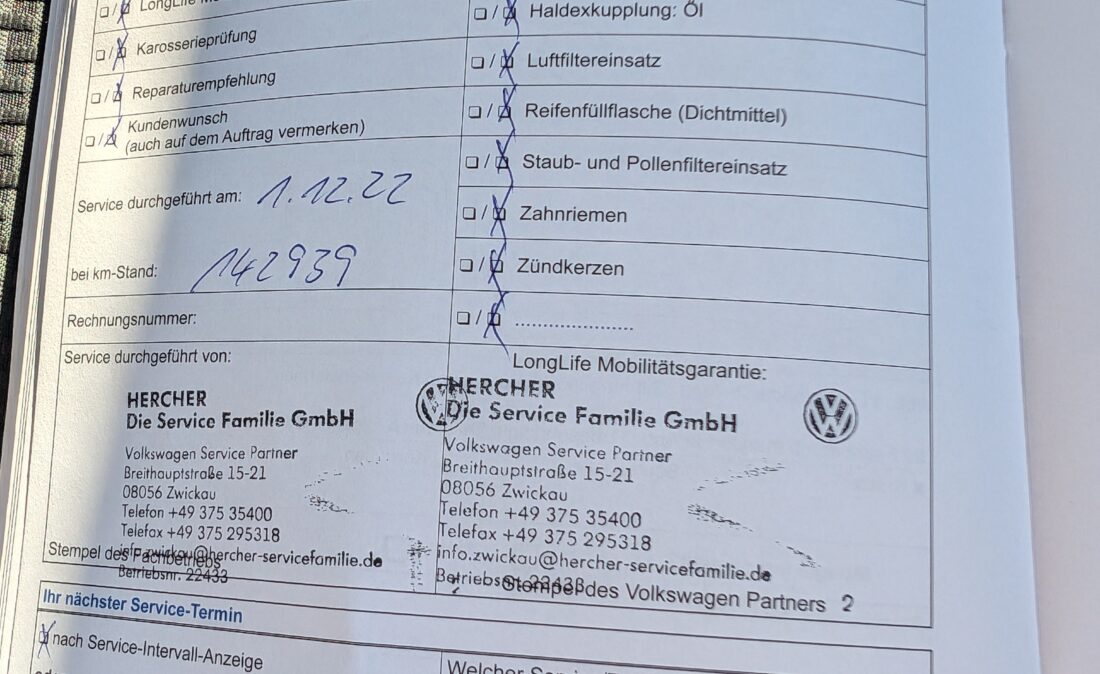 LongLife
Karosserieprüfung
Reparaturempfehlung
Kundenwunsch
(auch auf dem Auftrag vermerken)
Service durchgeführt am: 1.12.22
bei km-Stand: 142939
Rechnungsnummer:
Service durchgeführt von:
HERCHER
Die Service Familie GmbH
Volkswagen Service Partner
Breithauptstraße 15-21
08056 Zwickau
Telefon +49 375 35400
Telefax +49 375 295318
info.zwickau@hercher-servicefamilie.de
Stempel des Fachbetriebs
Betriebsnr. 22433
Haldexkupplung: Öl
Luftfiltereinsatz
Reifenfüllflasche (Dichtmittel)
Staub- und Pollenfiltereinsatz
Zahnriemen
Zündkerzen
....................
LongLife Mobilitätsgarantie:
HERCHER
Die Service Familie GmbH
Volkswagen Service Partner
Breithauptstraße 15-21
08056 Zwickau
Telefon +49 375 35400
Telefax +49 375 295318
info.zwickau@hercher-servicefamilie.de
Betriebsnr. 22433
Stempel des Volkswagen Partners 2
Ihr nächster Service-Termin
nach Service-Intervall-Anzeige
Welcher